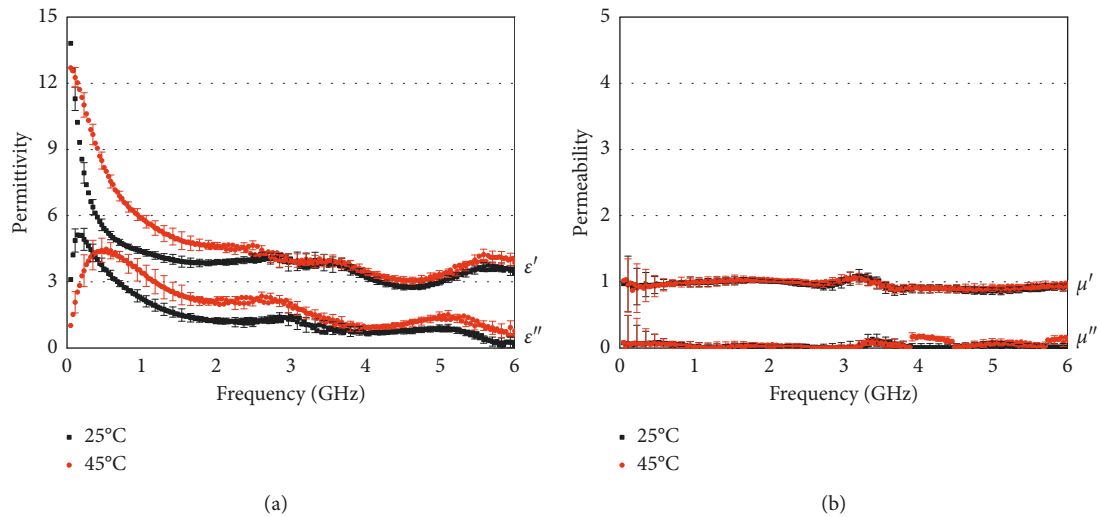 15
12
9
6
3
0
Permittivity
ε′
ε″
0 1 2 3 4 5 6
Frequency (GHz)
25°C
45°C
(a)
5
4
3
2
1
0
Permeability
μ′
μ″
0 1 2 3 4 5 6
Frequency (GHz)
25°C
45°C
(b)